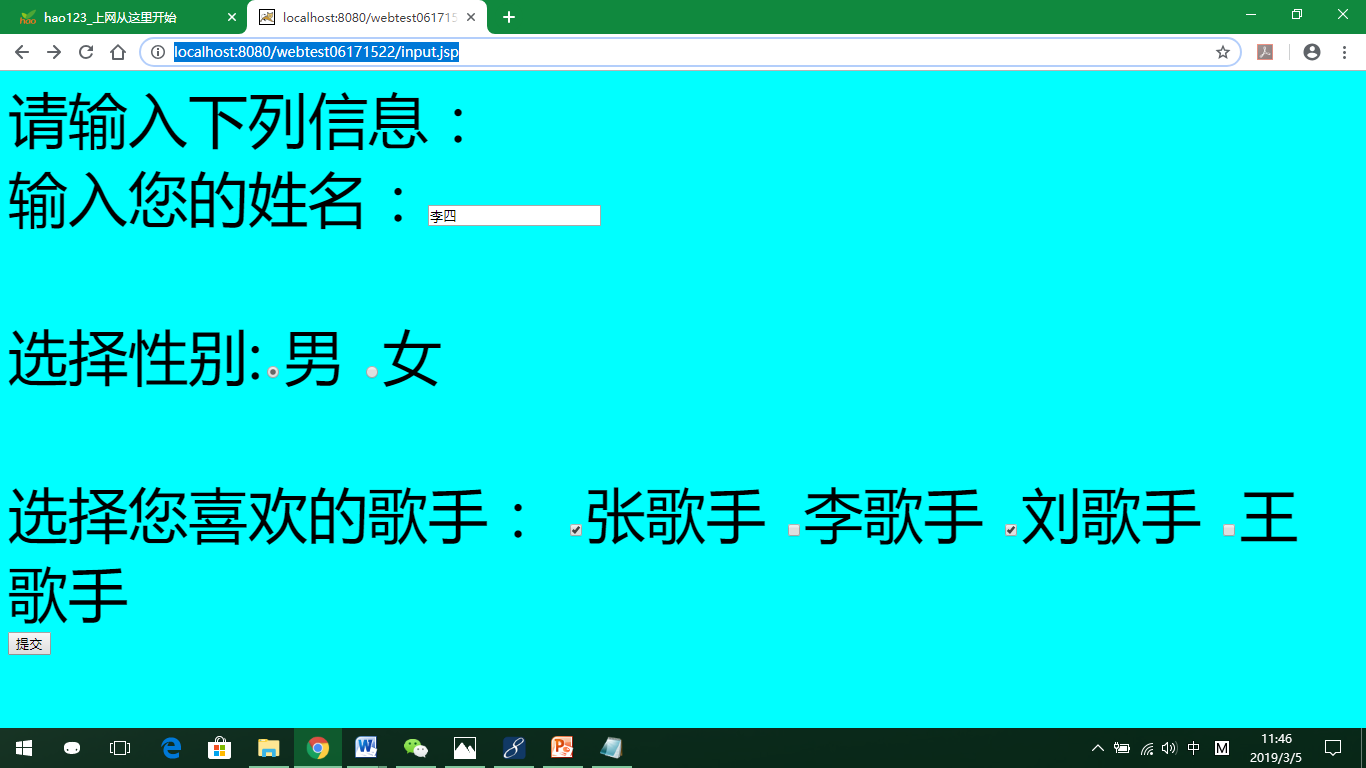 hao123_上网从这里开始
localhost:8080/webtest061715
localhost:8080/webtest06171522/input.jsp
请输入下列信息：
输入您的姓名：李四
选择性别:男 女
选择您喜欢的歌手： 张歌手 李歌手 刘歌手 王
歌手
提交
中 M 11:46
2019/3/5